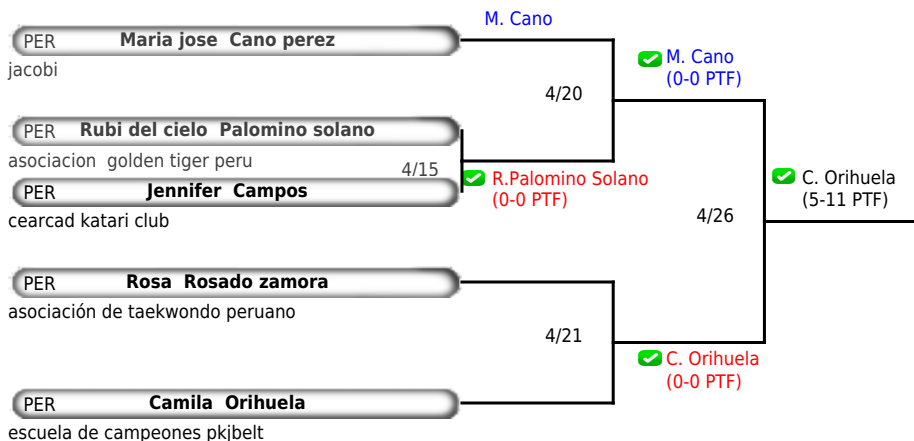 M. Cano
PER Maria jose Cano perez
jacobi
M. Cano
(0-0 PTF)
4/20
PER Rubi del cielo Palomino solano
asociacion golden tiger peru
4/15
R.Palomino Solano
(0-0 PTF)
PER Jennifer Campos
cearcad katari club
C. Orihuela
(5-11 PTF)
4/26
PER Rosa Rosado zamora
asociación de taekwondo peruano
4/21
C. Orihuela
(0-0 PTF)
PER Camila Orihuela
escuela de campeones pkjbelt